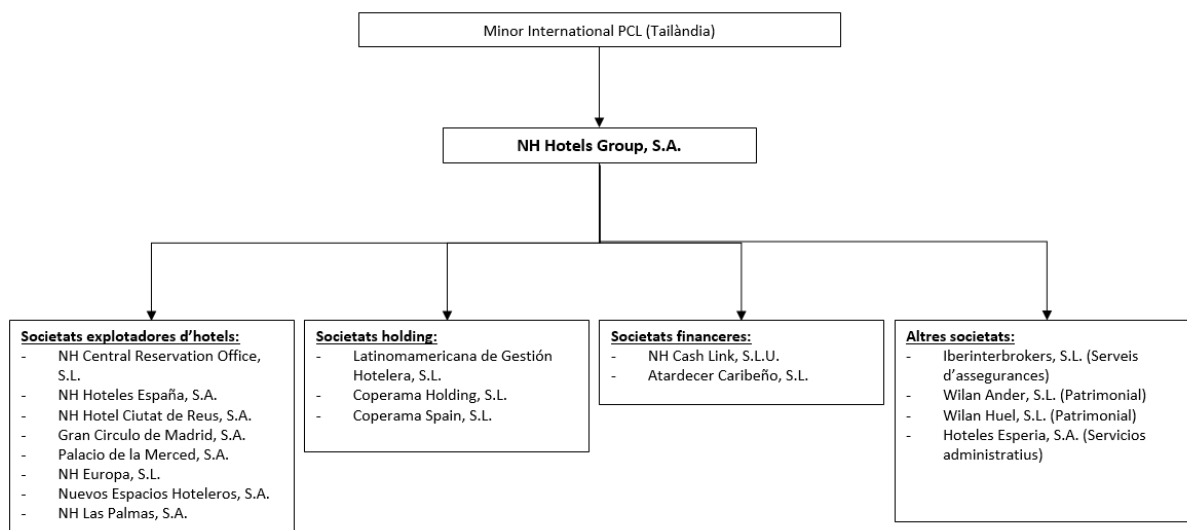 Minor International PCL (Tailàndia)
NH Hotels Group, S.A.
Societats explotadores d’hotels:
- NH Central Reservation Office,
S.L.
- NH Hoteles España, S.A.
- NH Hotel Ciutat de Reus, S.A.
- Gran Circulo de Madrid, S.A.
- Palacio de la Merced, S.A.
- NH Europa, S.L.
- Nuevos Espacios Hoteleros, S.A.
- NH Las Palmas, S.A.
Societats holding:
- Latinomamericana de Gestión
Hotelera, S.L.
- Coperama Holding, S.L.
- Coperama Spain, S.L.
Societats financeres:
- NH Cash Link, S.L.U.
- Atardecer Caribeño, S.L.
Altres societats:
- Iberinterbrokers, S.L. (Serveis
d’assegurances)
- Wilan Ander, S.L. (Patrimonial)
- Wilan Huel, S.L. (Patrimonial)
- Hoteles Esperia, S.A. (Servicios
administratius)